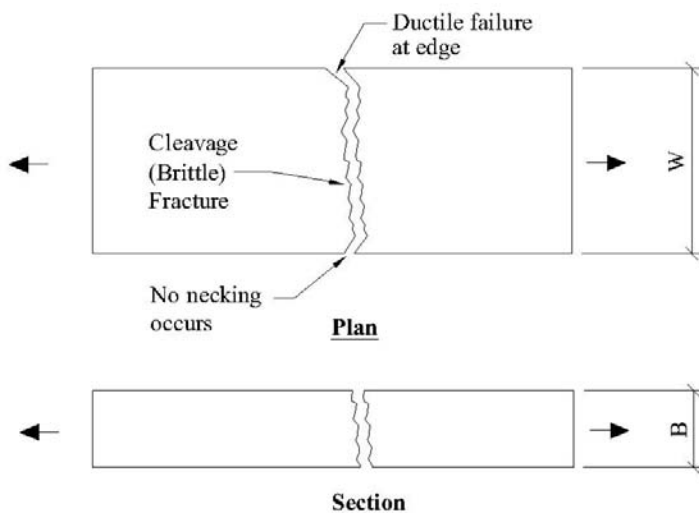 Ductile failure
at edge
Cleavage
(Brittle)
Fracture
W
No necking
occurs
Plan
B
Section